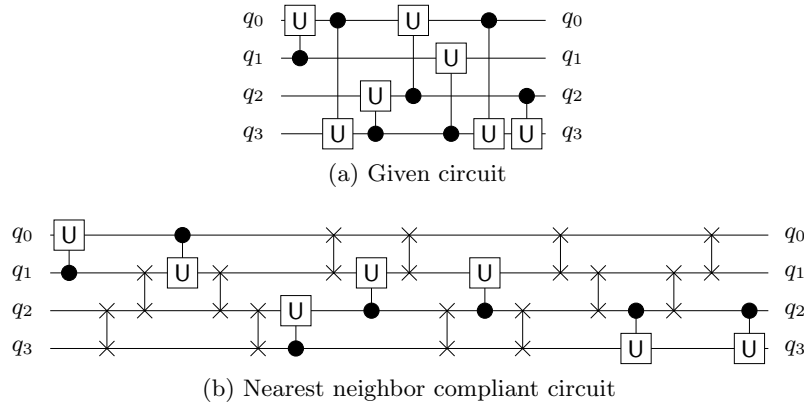 q0 U U q0
q1 U q1
q2 U q2
q3 U U U q3
(a) Given circuit
q0 U q0
q1 U U U q1
q2 U q2
q3 U U q3
(b) Nearest neighbor compliant circuit